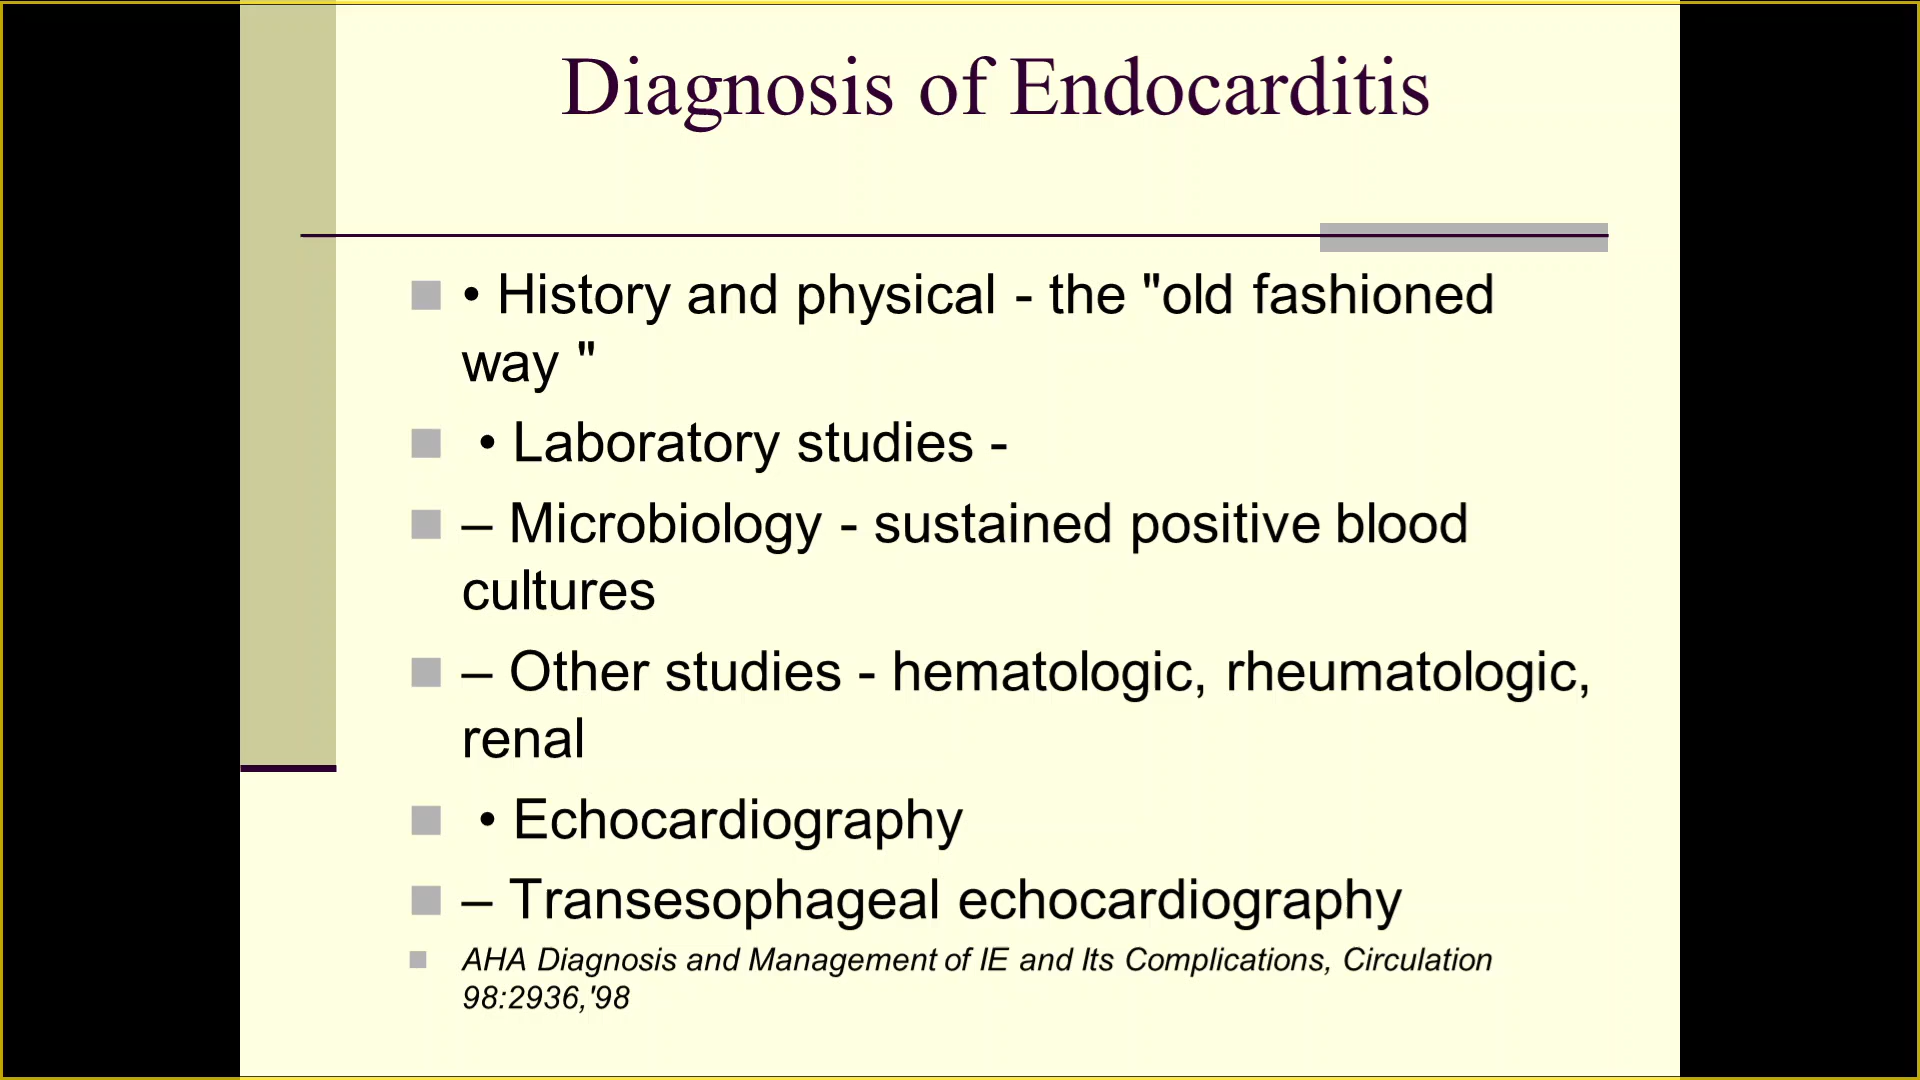 Diagnosis of Endocarditis
• History and physical - the "old fashioned
way "
• Laboratory studies -
– Microbiology - sustained positive blood
cultures
– Other studies - hematologic, rheumatologic,
renal
• Echocardiography
– Transesophageal echocardiography
AHA Diagnosis and Management of IE and Its Complications, Circulation
98:2936,'98